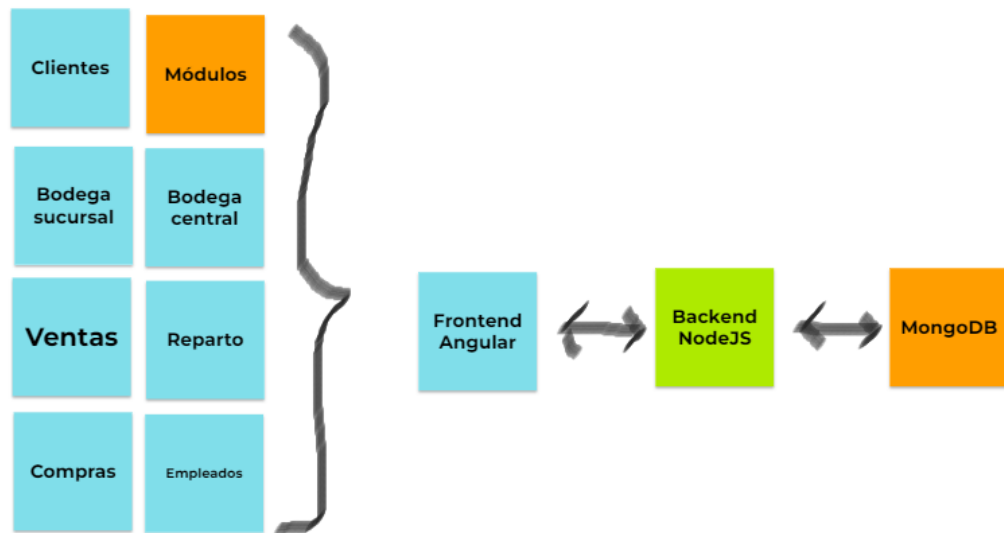 Clientes
Módulos
Bodega
sucursal
Bodega
central
Ventas
Reparto
Compras
Empleados
Frontend
Angular
Backend
NodeJS
MongoDB